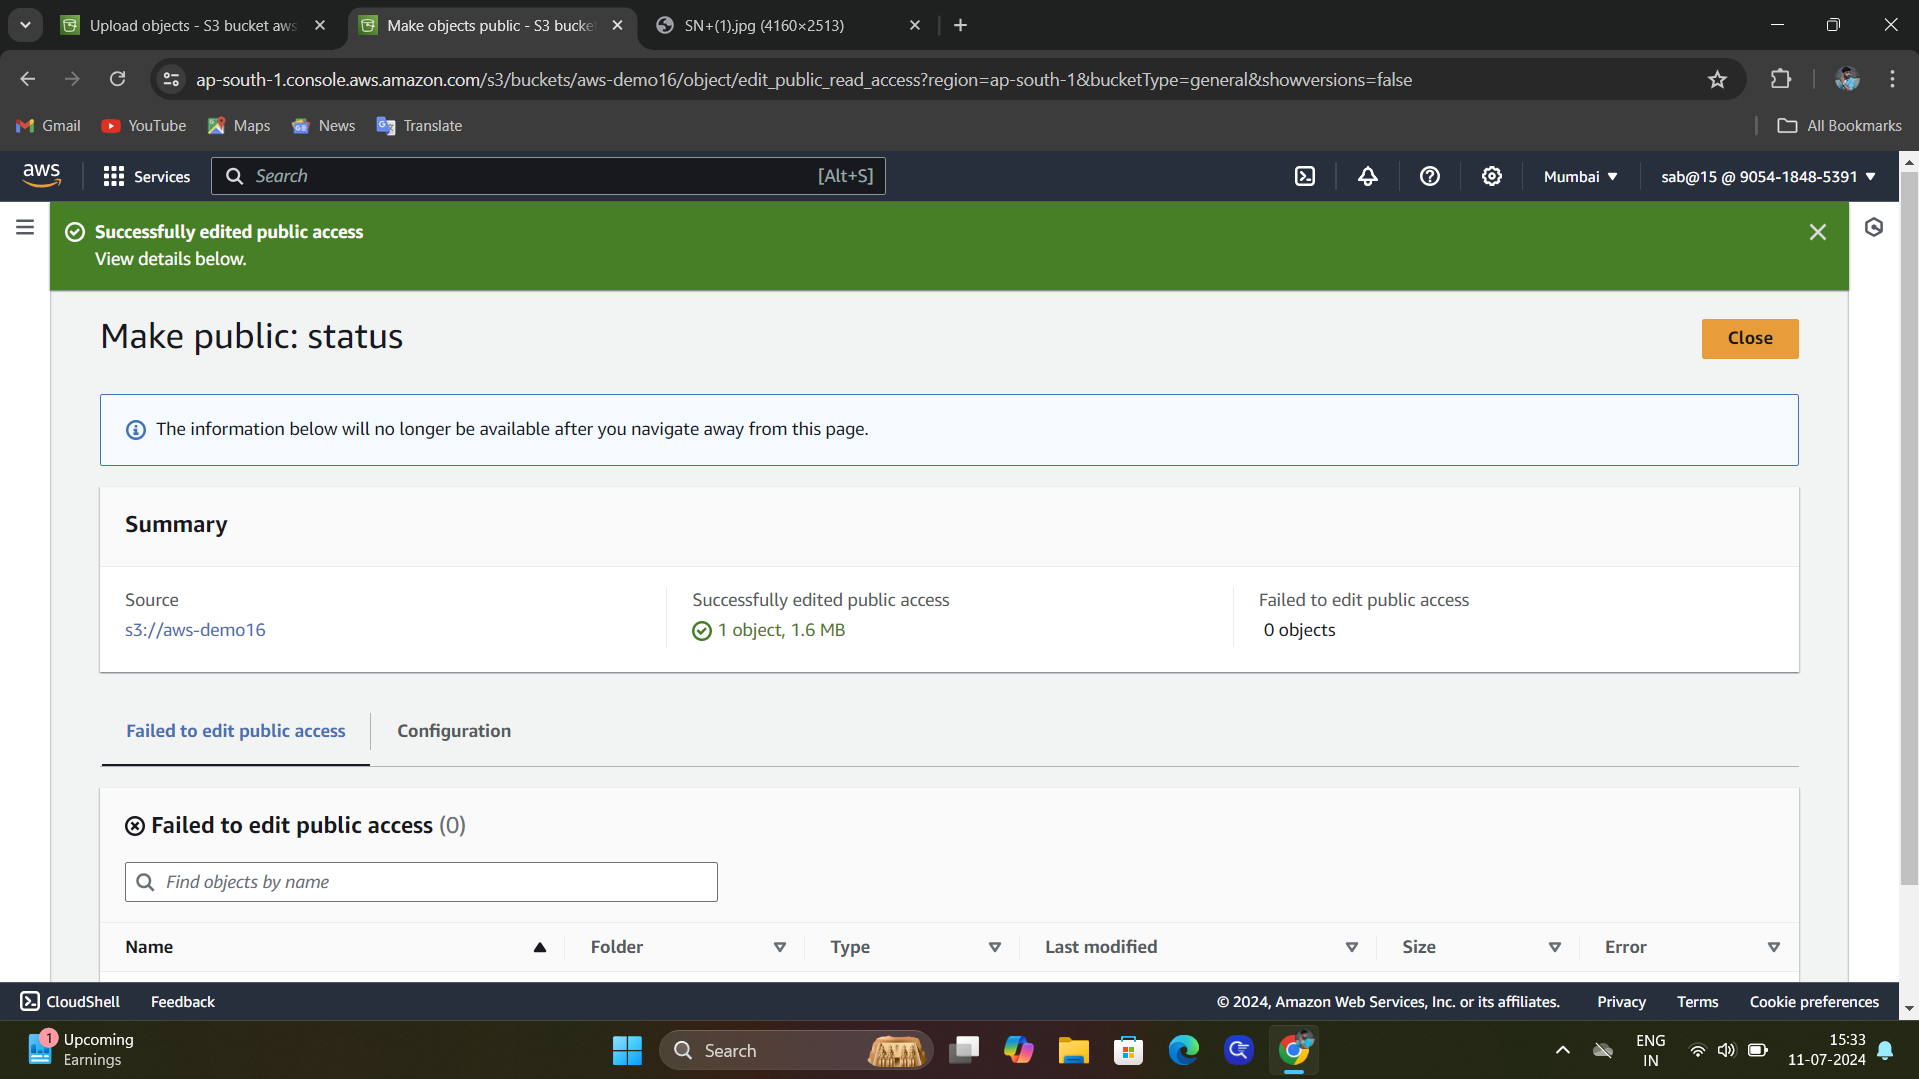 Upload objects - S3 bucket aws
Make objects public - S3 bucke
SN+(1).jpg (4160×2513)
ap-south-1.console.aws.amazon.com/s3/buckets/aws-demo16/object/edit_public_read_access?region=ap-south-1&bucketType=general&showversions=false
Gmail
YouTube
Maps
News
Translate
All Bookmarks
aws
Services
Search
[Alt+S]
Mumbai
sab@15 @ 9054-1848-5391
Successfully edited public access
View details below.
Make public: status
Close
The information below will no longer be available after you navigate away from this page.
Summary
Source
s3://aws-demo16
Successfully edited public access
1 object, 1.6 MB
Failed to edit public access
0 objects
Failed to edit public access
Configuration
Failed to edit public access (0)
Find objects by name
Name
Folder
Type
Last modified
Size
Error
CloudShell
Feedback
© 2024, Amazon Web Services, Inc. or its affiliates.
Privacy
Terms
Cookie preferences
1
Upcoming
Earnings
Search
ENG
IN
15:33
11-07-2024